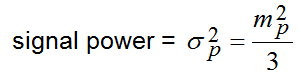 signal power = σ_p^2 = m_p^2 / 3